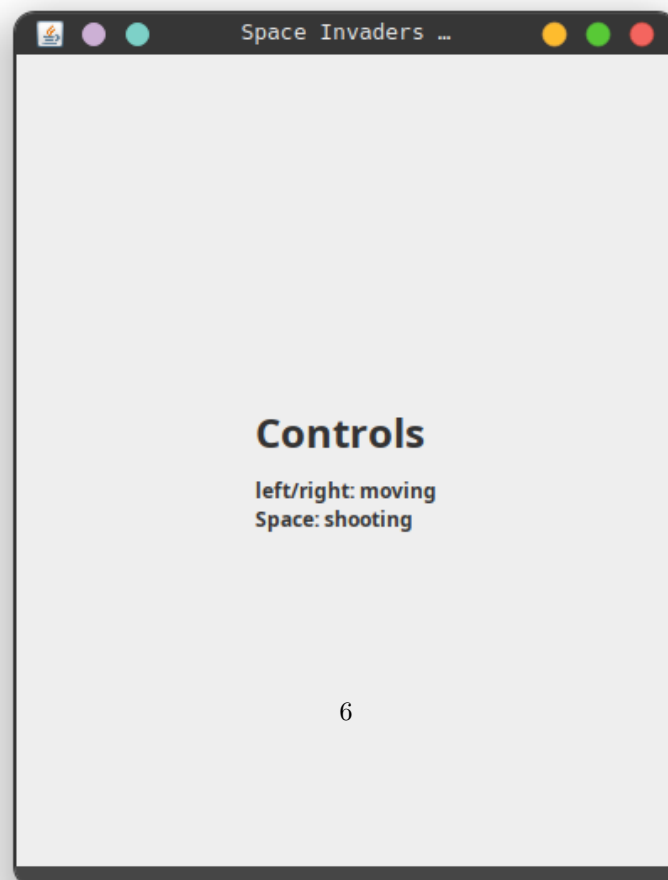 Space Invaders …
Controls
left/right: moving
Space: shooting
6